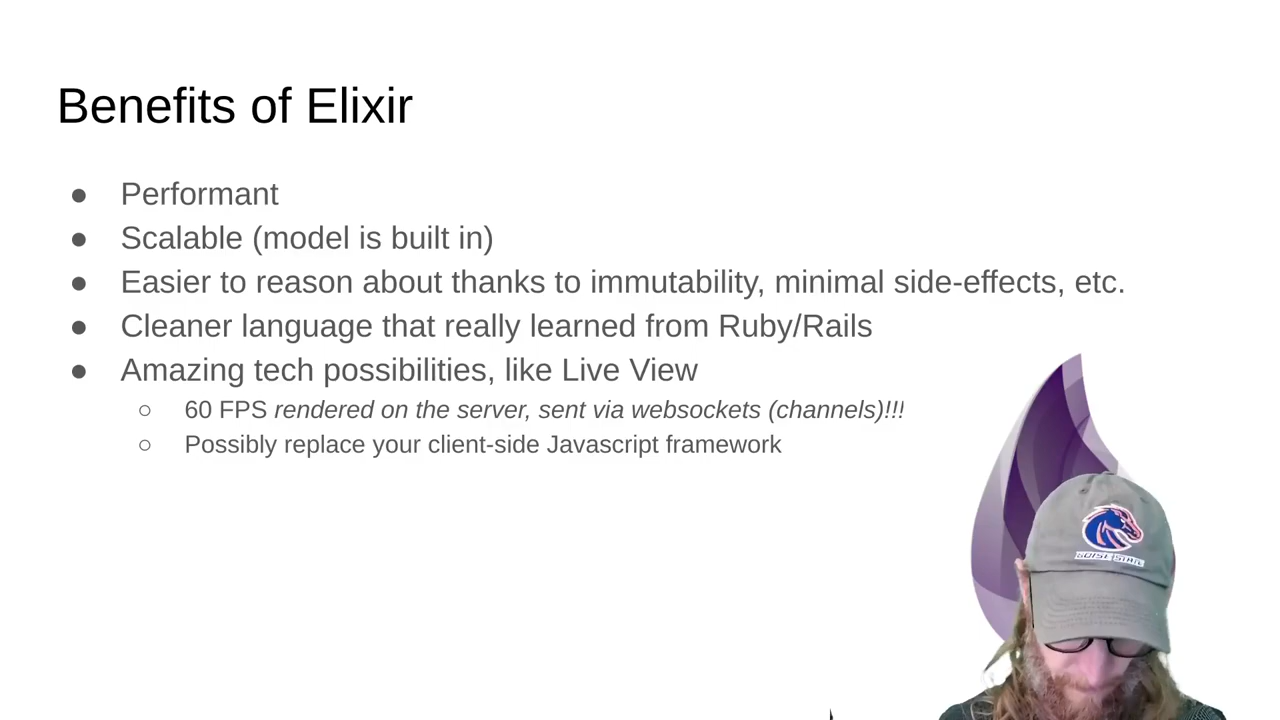 Benefits of Elixir
● Performant
● Scalable (model is built in)
● Easier to reason about thanks to immutability, minimal side-effects, etc.
● Cleaner language that really learned from Ruby/Rails
● Amazing tech possibilities, like Live View
○ 60 FPS rendered on the server, sent via websockets (channels)!!!
○ Possibly replace your client-side Javascript framework
BOISE STATE